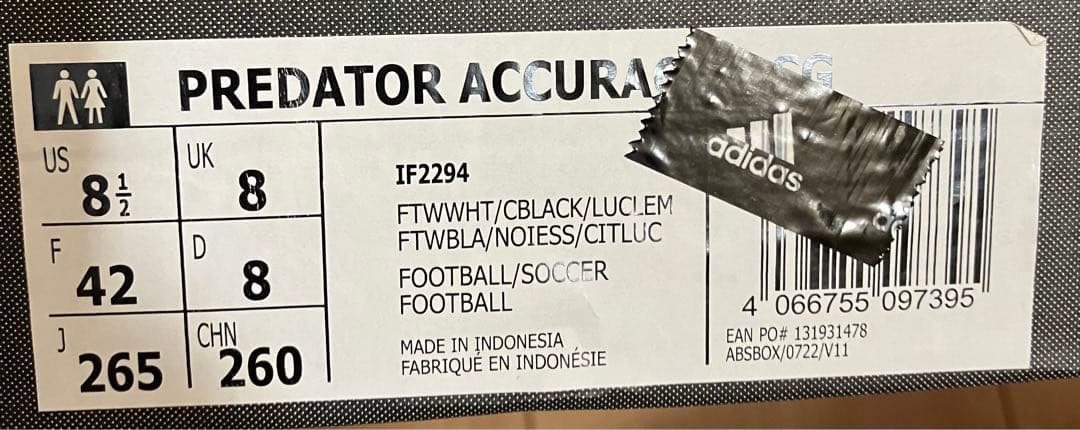 PREDATOR ACCURA
SG
adidas
US 8½
UK 8
F 42
D 8
J 265
CHN 260
IF2294
FTWWHT/CBLACK/LUCLEM
FTWBLA/NOIESS/CITLUC
FOOTBALL/SOCCER
FOOTBALL
MADE IN INDONESIA
FABRIQUÉ EN INDONÉSIE
4 066755 097395
EAN PO# 131931478
ABSBOX/0722/V11